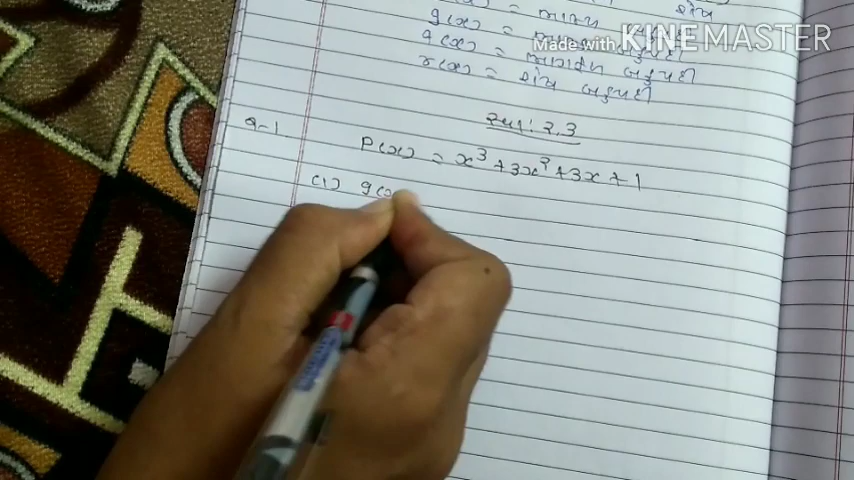 શેષ
g(x) = ભાજક
Made with KINEMASTER
q(x) = ભાગફળ બહુપદી
r(x) = શેષ બહુપદી
સ્વા: 2.3
Q-1
P(x) = x³ + 3x² + 3x + 1
(1) g(x